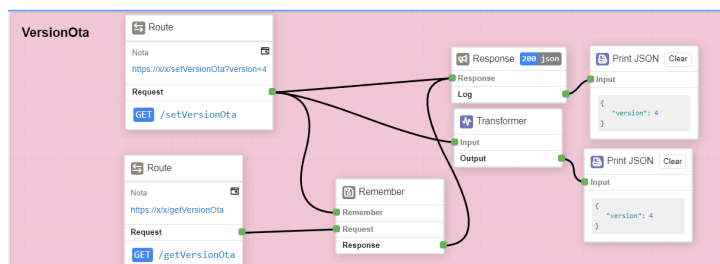 VersionOta
Route
Nota
https://x/x/setVersionOta?version=4
Request
GET /setVersionOta
Route
Nota
https://x/x/getVersionOta
Request
GET /getVersionOta
Remember
Remember
Request
Response
Response 200 json
Response
Log
Transformer
Input
Output
Print JSON Clear
Input
{
"version": 4
}
Print JSON Clear
Input
{
"version": 4
}